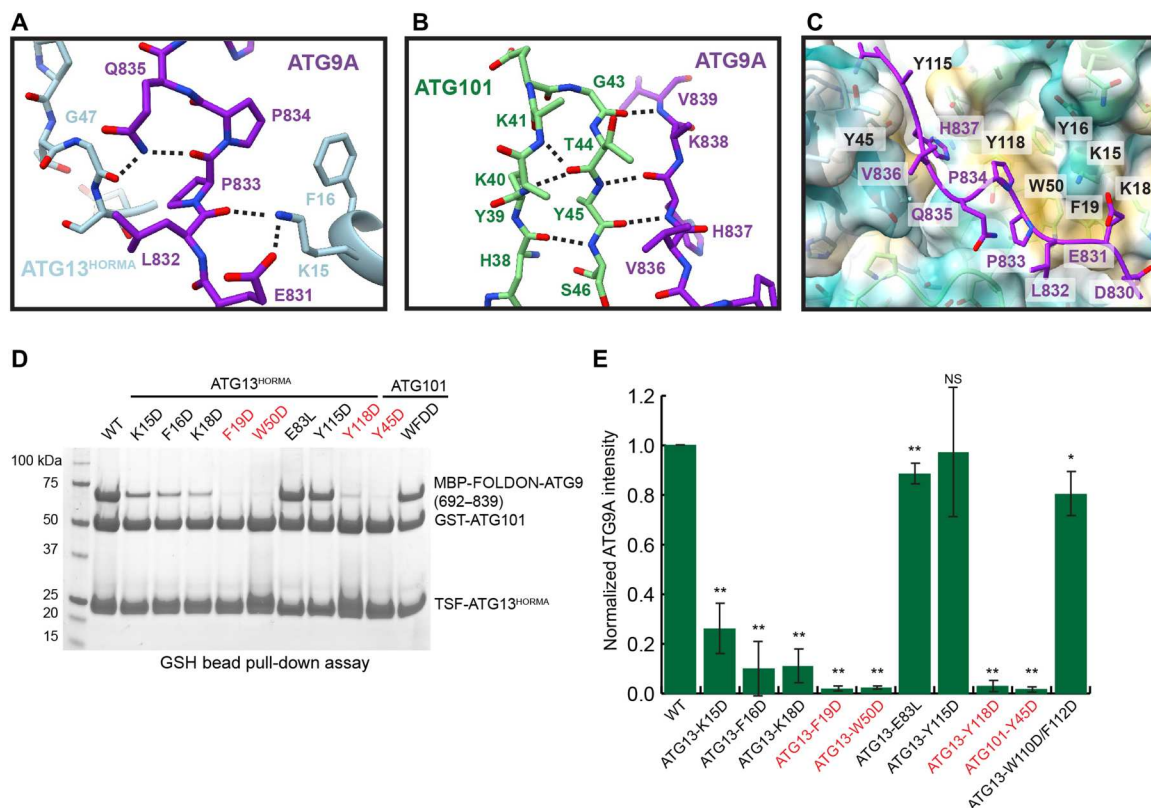 A
Q835
ATG9A
G47
P834
P833
F16
ATG13HORMA
L832
K15
E831
B
ATG101
G43
ATG9A
V839
K41
T44
K838
K40
Y39
Y45
H837
H38
V836
S46
C
Y115
Y16
Y45
H837
Y118
K15
V836
P834
W50
K18
F19
Q835
P833
E831
L832
D830
D
ATG13HORMA
ATG101
WT
K15D
F16D
K18D
F19D
W50D
E83L
Y115D
Y118D
Y45D
WFDD
100 kDa
75
MBP-FOLDON-ATG9
(692–839)
50
GST-ATG101
37
25
20
TSF-ATG13HORMA
15
GSH bead pull-down assay
E
Normalized ATG9A intensity
1.2
1.0
0.8
0.6
0.4
0.2
0.0
**
**
**
**
**
**
NS
**
**
*
WT
ATG13-K15D
ATG13-F16D
ATG13-K18D
ATG13-F19D
ATG13-W50D
ATG13-E83L
ATG13-Y115D
ATG13-Y118D
ATG101-Y45D
ATG13-W110D/F112D